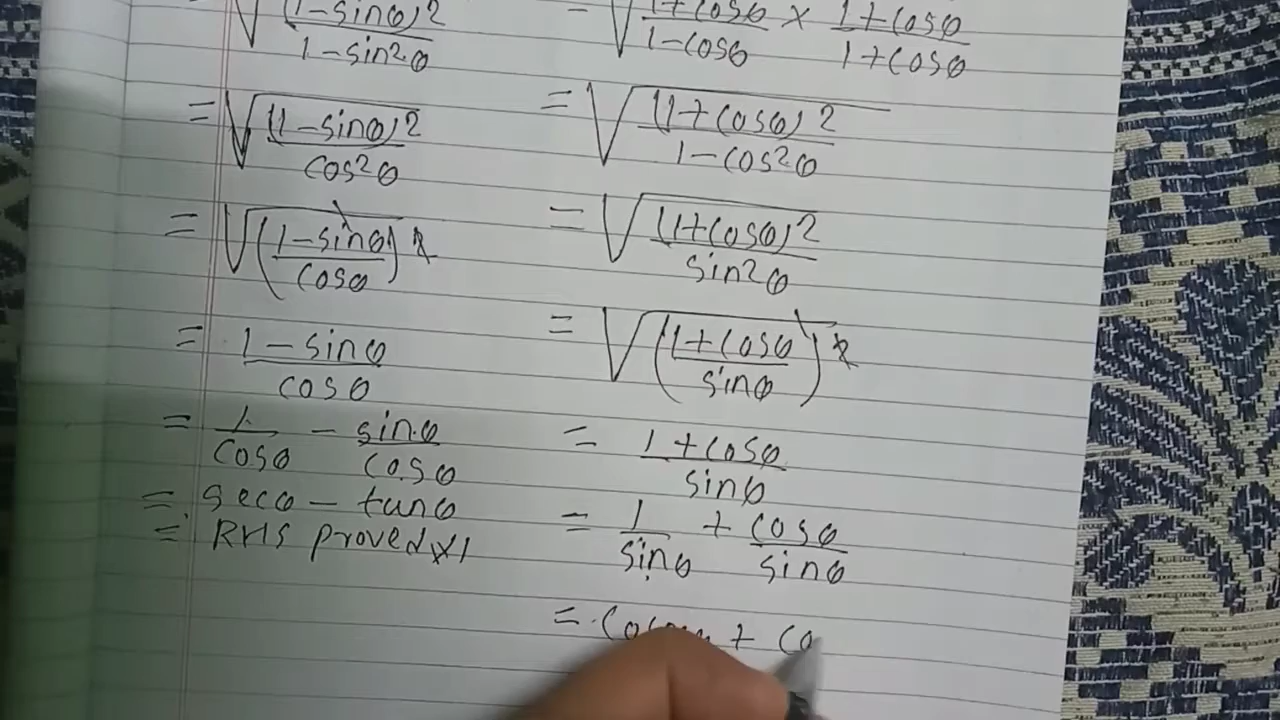 (1-sinθ)2
1-sin2θ
= √(1-sinθ)2
cos2θ
= √(1-sinθ)2
cosθ
= 1-sinθ
cosθ
= 1 - sinθ
cosθ cosθ
= secθ - tanθ
= RHS proved
= √1+cosθ × 1+cosθ
1-cosθ 1+cosθ
= √(1+cosθ)2
1-cos2θ
= √(1+cosθ)2
sin2θ
= √(1+cosθ)2
sinθ
= 1+cosθ
sinθ
= 1 + cosθ
sinθ sinθ
= + co